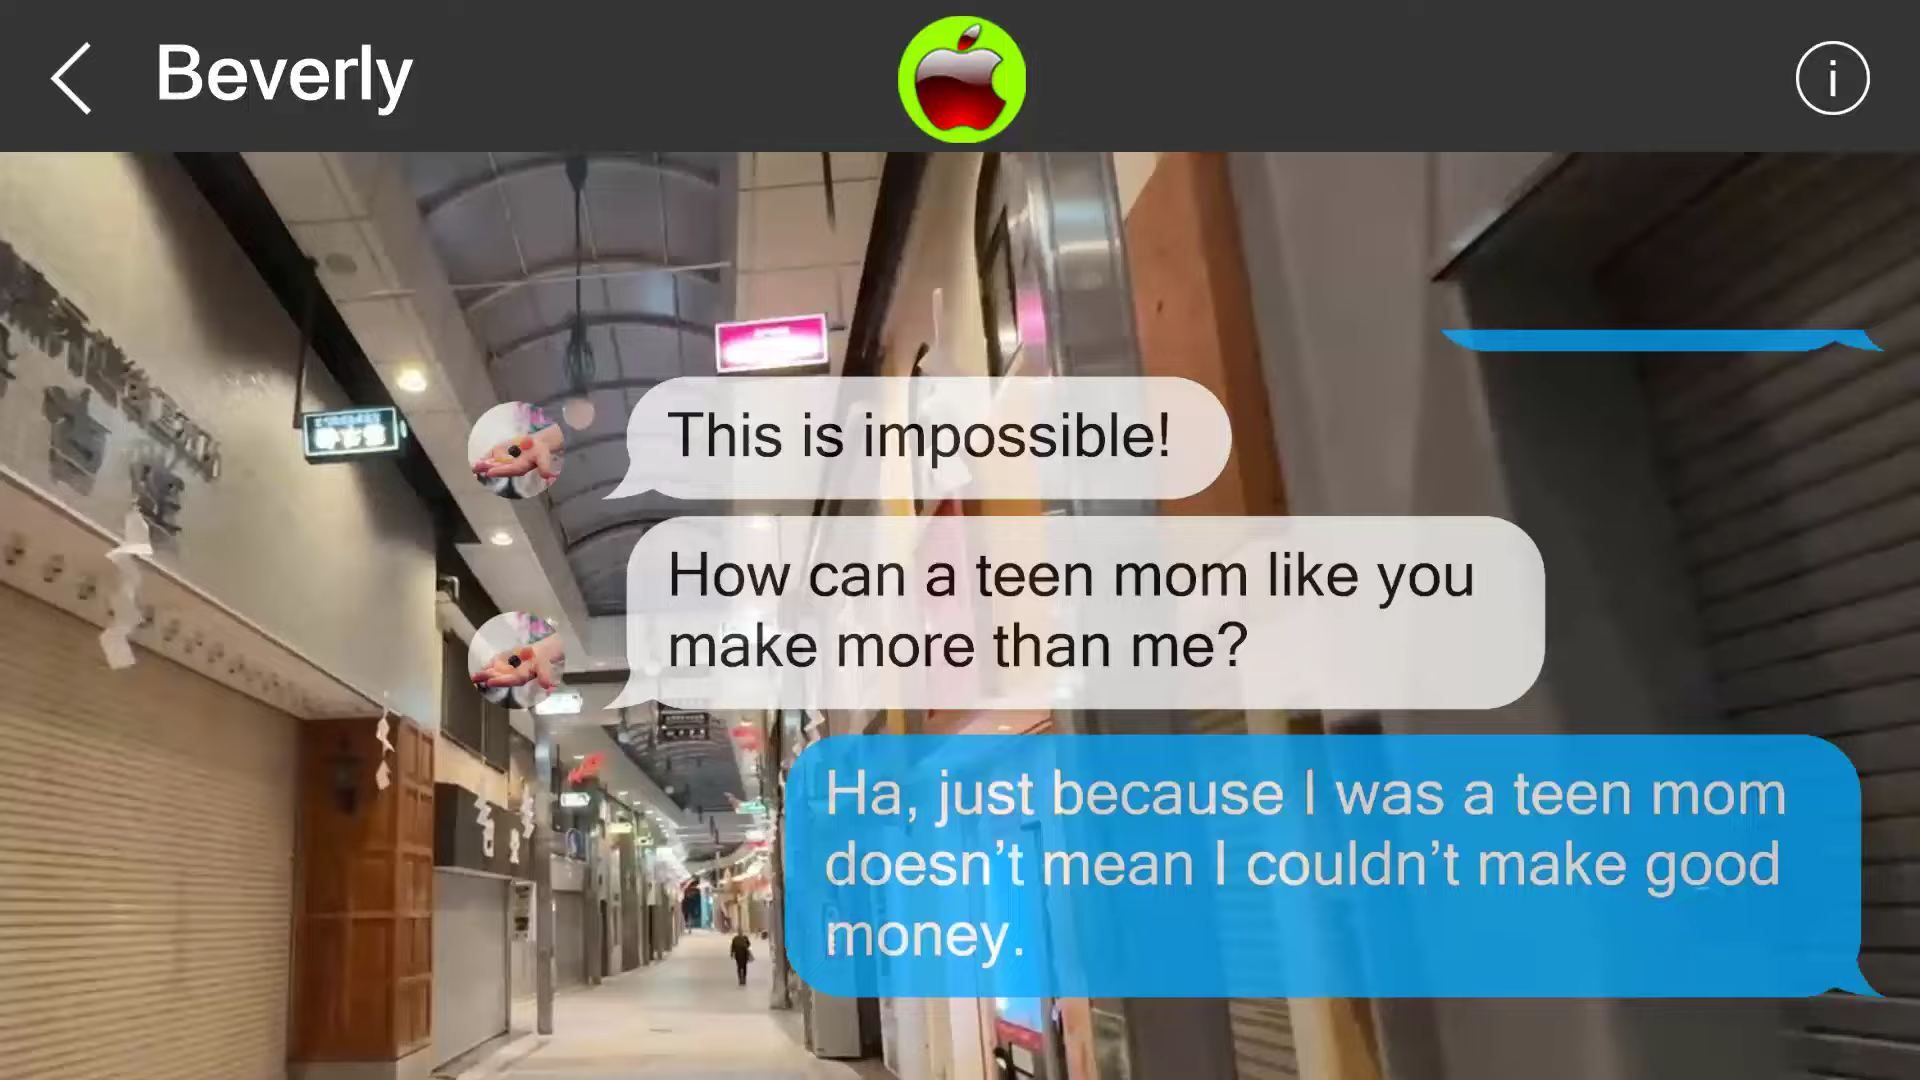 Beverly
This is impossible!
How can a teen mom like you
make more than me?
Ha, just because I was a teen mom
doesn’t mean I couldn’t make good
money.